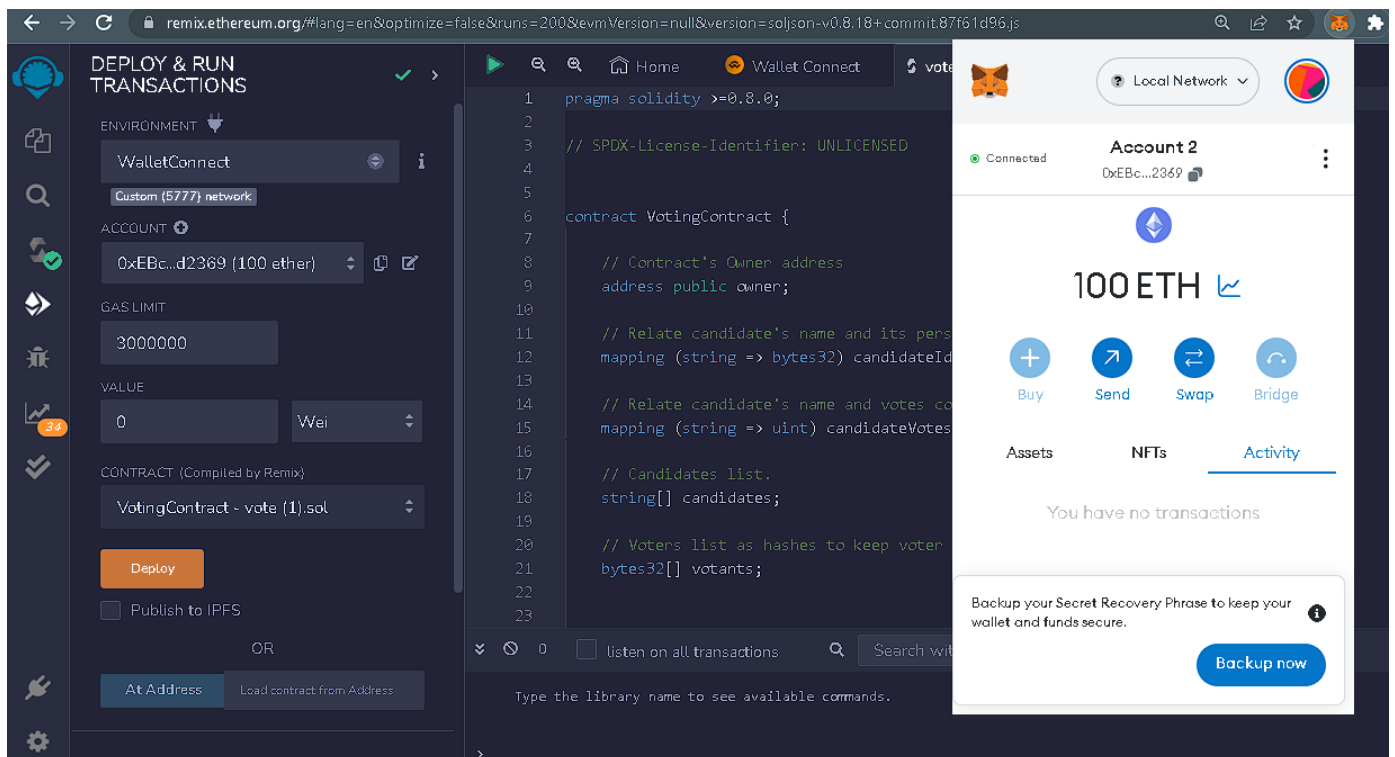 remix.ethereum.org/#lang=en&optimize=false&runs=200&evmVersion=null&version=soljson-v0.8.18+commit.87f61d96.js
DEPLOY & RUN
TRANSACTIONS
ENVIRONMENT
WalletConnect
i
Custom (5777) network
ACCOUNT
0xEBc...d2369 (100 ether)
GAS LIMIT
3000000
VALUE
0
Wei
CONTRACT (Compiled by Remix)
VotingContract - vote (1).sol
Deploy
Publish to IPFS
OR
At Address
Load contract from Address
34
Home
Wallet Connect
vote
1 pragma solidity >=0.8.0;
2
3 // SPDX-License-Identifier: UNLICENSED
4
5
6 contract VotingContract {
7
8 // Contract's Owner address
9 address public owner;
10
11 // Relate candidate's name and its pers
12 mapping (string => bytes32) candidateId
13
14 // Relate candidate's name and votes co
15 mapping (string => uint) candidateVotes
16
17 // Candidates list.
18 string[] candidates;
19
20 // Voters list as hashes to keep voter
21 bytes32[] votants;
22
23
0
listen on all transactions
Search wit
Type the library name to see available commands.
>
? Local Network
Connected
Account 2
0xEBc...2369
100 ETH
Buy
Send
Swap
Bridge
Assets
NFTs
Activity
You have no transactions
Backup your Secret Recovery Phrase to keep your
wallet and funds secure.
i
Backup now